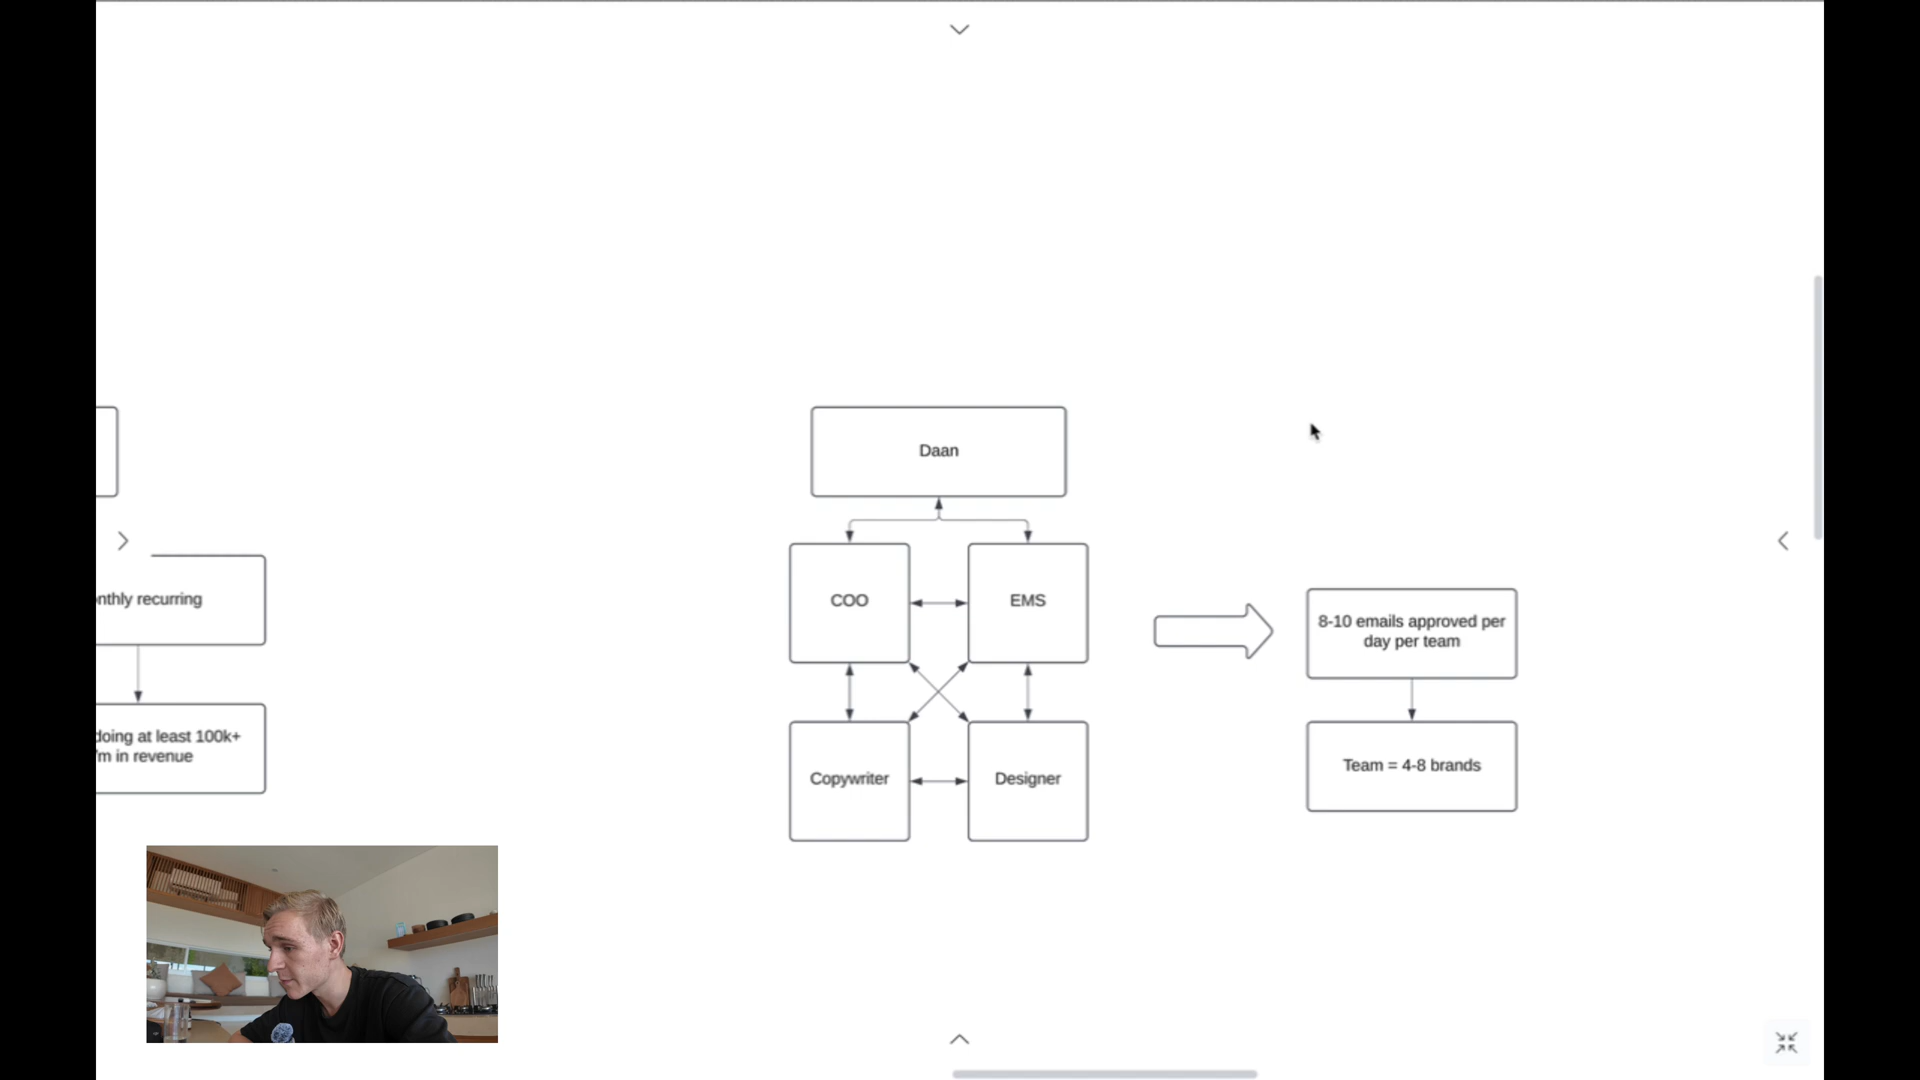 Daan
COO
EMS
Copywriter
Designer
8-10 emails approved per
day per team
Team = 4-8 brands
recurring
doing at least 100k+
in revenue